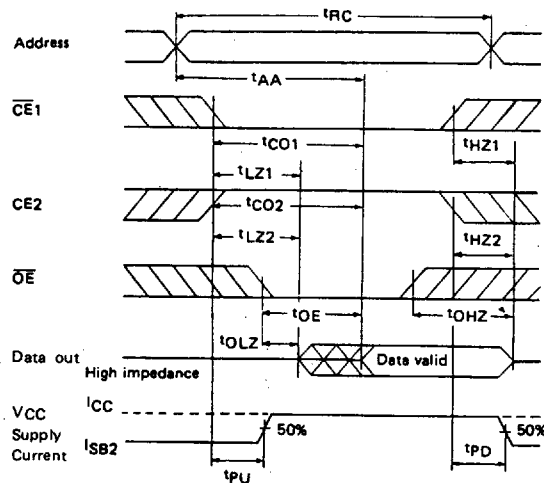 tRC
Address
tAA
CE1
tCO1
tHZ1
tLZ1
CE2
tCO2
tHZ2
tLZ2
OE
tOE
tOHZ
tOLZ
Data out
Data valid
High impedance
ICC
VCC
Supply
Current
50%
50%
ISB2
tPU
tPD